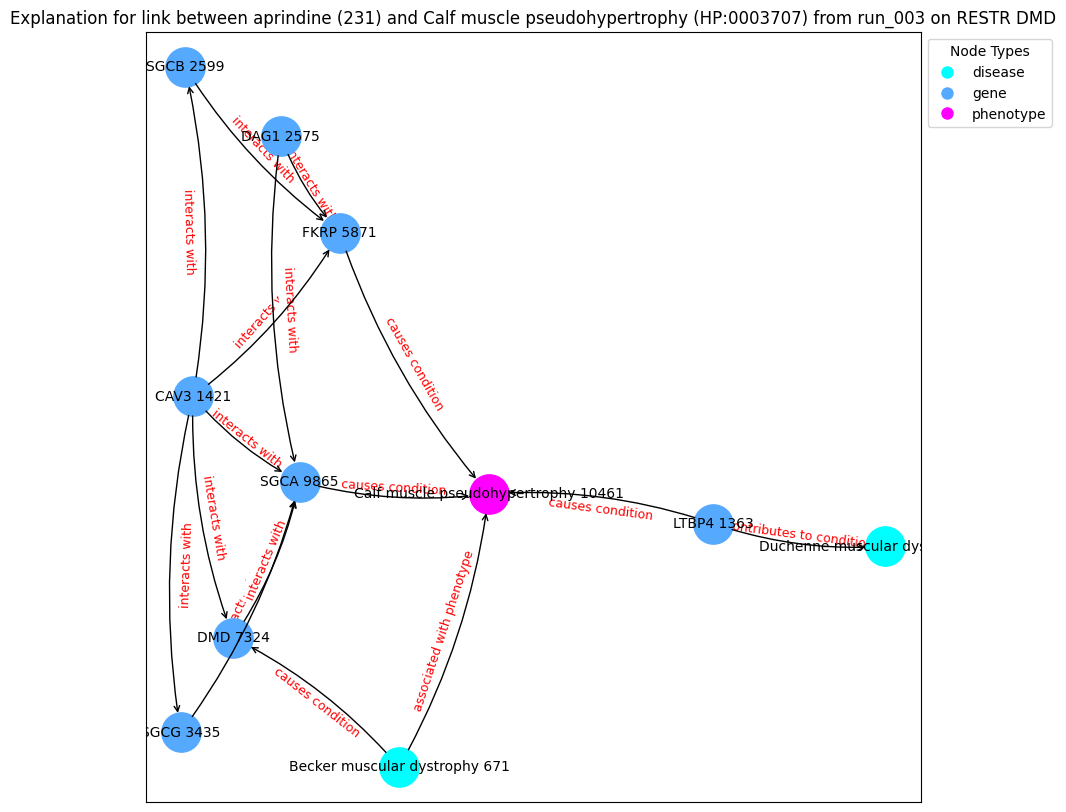 Explanation for link between aprindine (231) and Calf muscle pseudohypertrophy (HP:0003707) from run_003 on RESTR DMD
Node Types
disease
gene
phenotype
SGCB 2599
interacts with
DAG1 2575
interacts with
FKRP 5871
interacts with
interacts with
interacts
causes condition
CAV3 1421
interacts with
SGCA 9865
causes condition
Calf muscle pseudohypertrophy 10461
causes condition
LTBP4 1363
contributes to condition
Duchenne muscular dys
interacts with
interacts with
interacts with
DMD 7324
causes condition
associated with phenotype
SGCG 3435
Becker muscular dystrophy 671